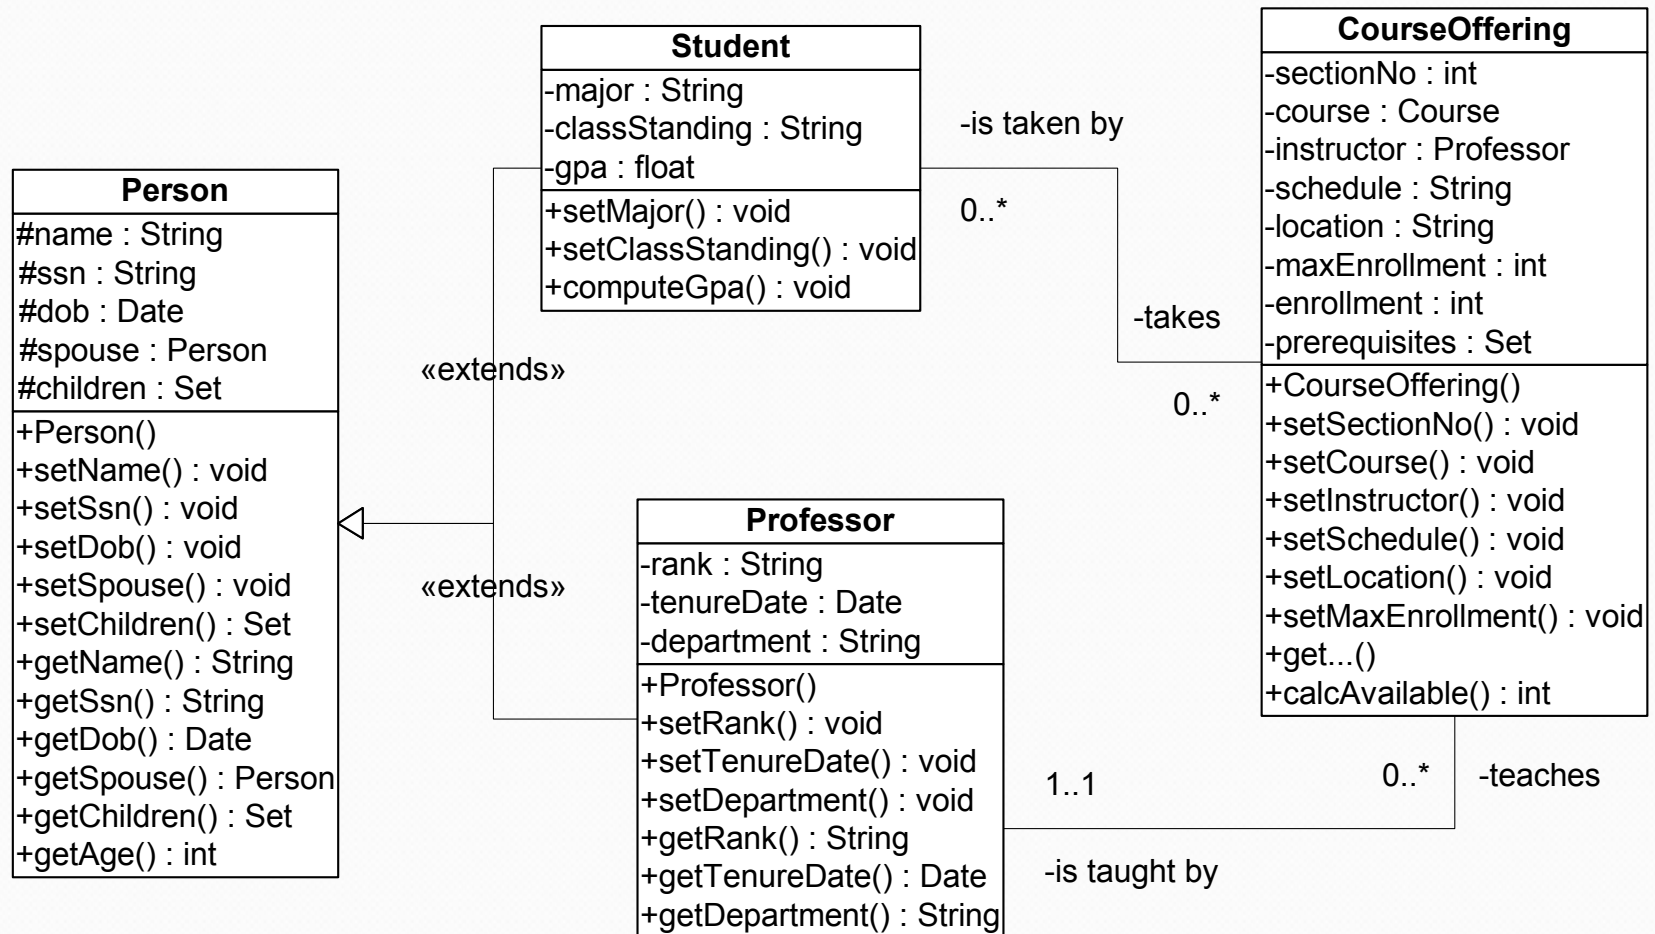 Person
#name : String
#ssn : String
#dob : Date
#spouse : Person
#children : Set
+Person()
+setName() : void
+setSsn() : void
+setDob() : void
+setSpouse() : void
+setChildren() : Set
+getName() : String
+getSsn() : String
+getDob() : Date
+getSpouse() : Person
+getChildren() : Set
+getAge() : int
«extends»
«extends»
Student
-major : String
-classStanding : String
-gpa : float
+setMajor() : void
+setClassStanding() : void
+computeGpa() : void
Professor
-rank : String
-tenureDate : Date
-department : String
+Professor()
+setRank() : void
+setTenureDate() : void
+setDepartment() : void
+getRank() : String
+getTenureDate() : Date
+getDepartment() : String
-is taken by
0..*
-takes
0..*
CourseOffering
-sectionNo : int
-course : Course
-instructor : Professor
-schedule : String
-location : String
-maxEnrollment : int
-enrollment : int
-prerequisites : Set
+CourseOffering()
+setSectionNo() : void
+setCourse() : void
+setInstructor() : void
+setSchedule() : void
+setLocation() : void
+setMaxEnrollment() : void
+get...()
+calcAvailable() : int
1..1
0..*
-teaches
-is taught by